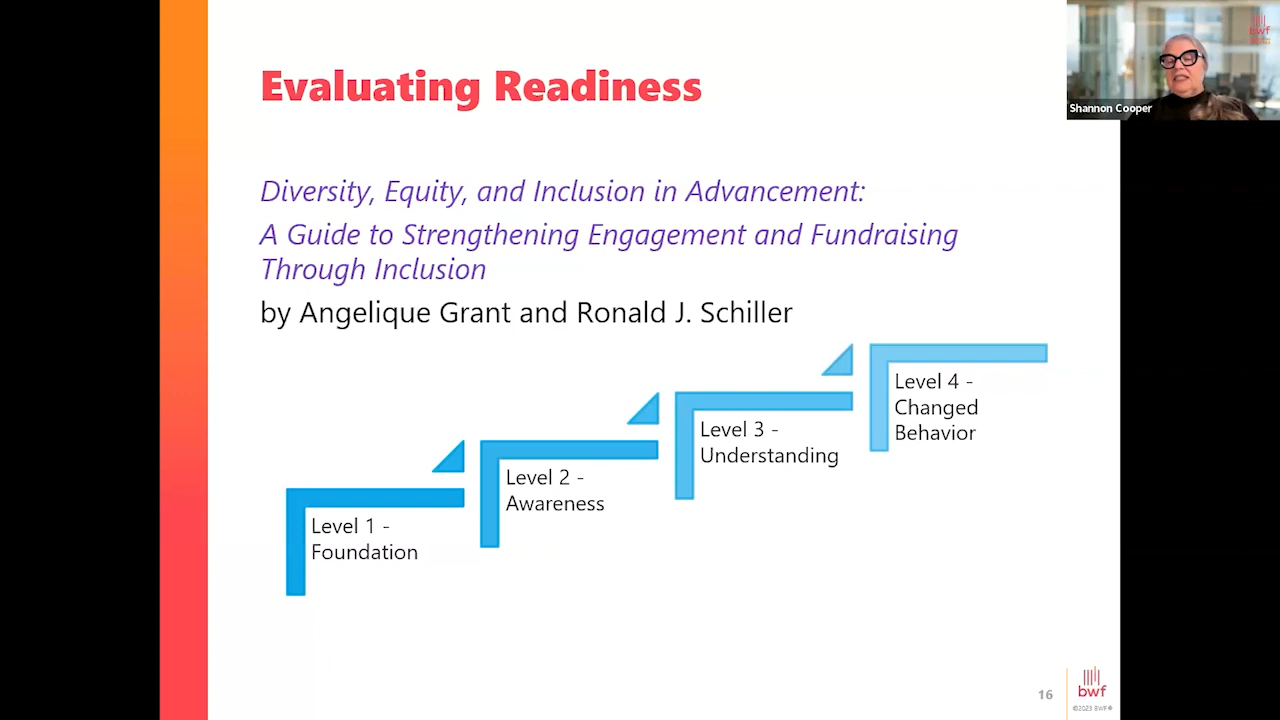 Evaluating Readiness
Diversity, Equity, and Inclusion in Advancement:
A Guide to Strengthening Engagement and Fundraising
Through Inclusion
by Angelique Grant and Ronald J. Schiller
Level 1 -
Foundation
Level 2 -
Awareness
Level 3 -
Understanding
Level 4 -
Changed
Behavior
bwf
Shannon Cooper
16
bwf
©2023 BWF®